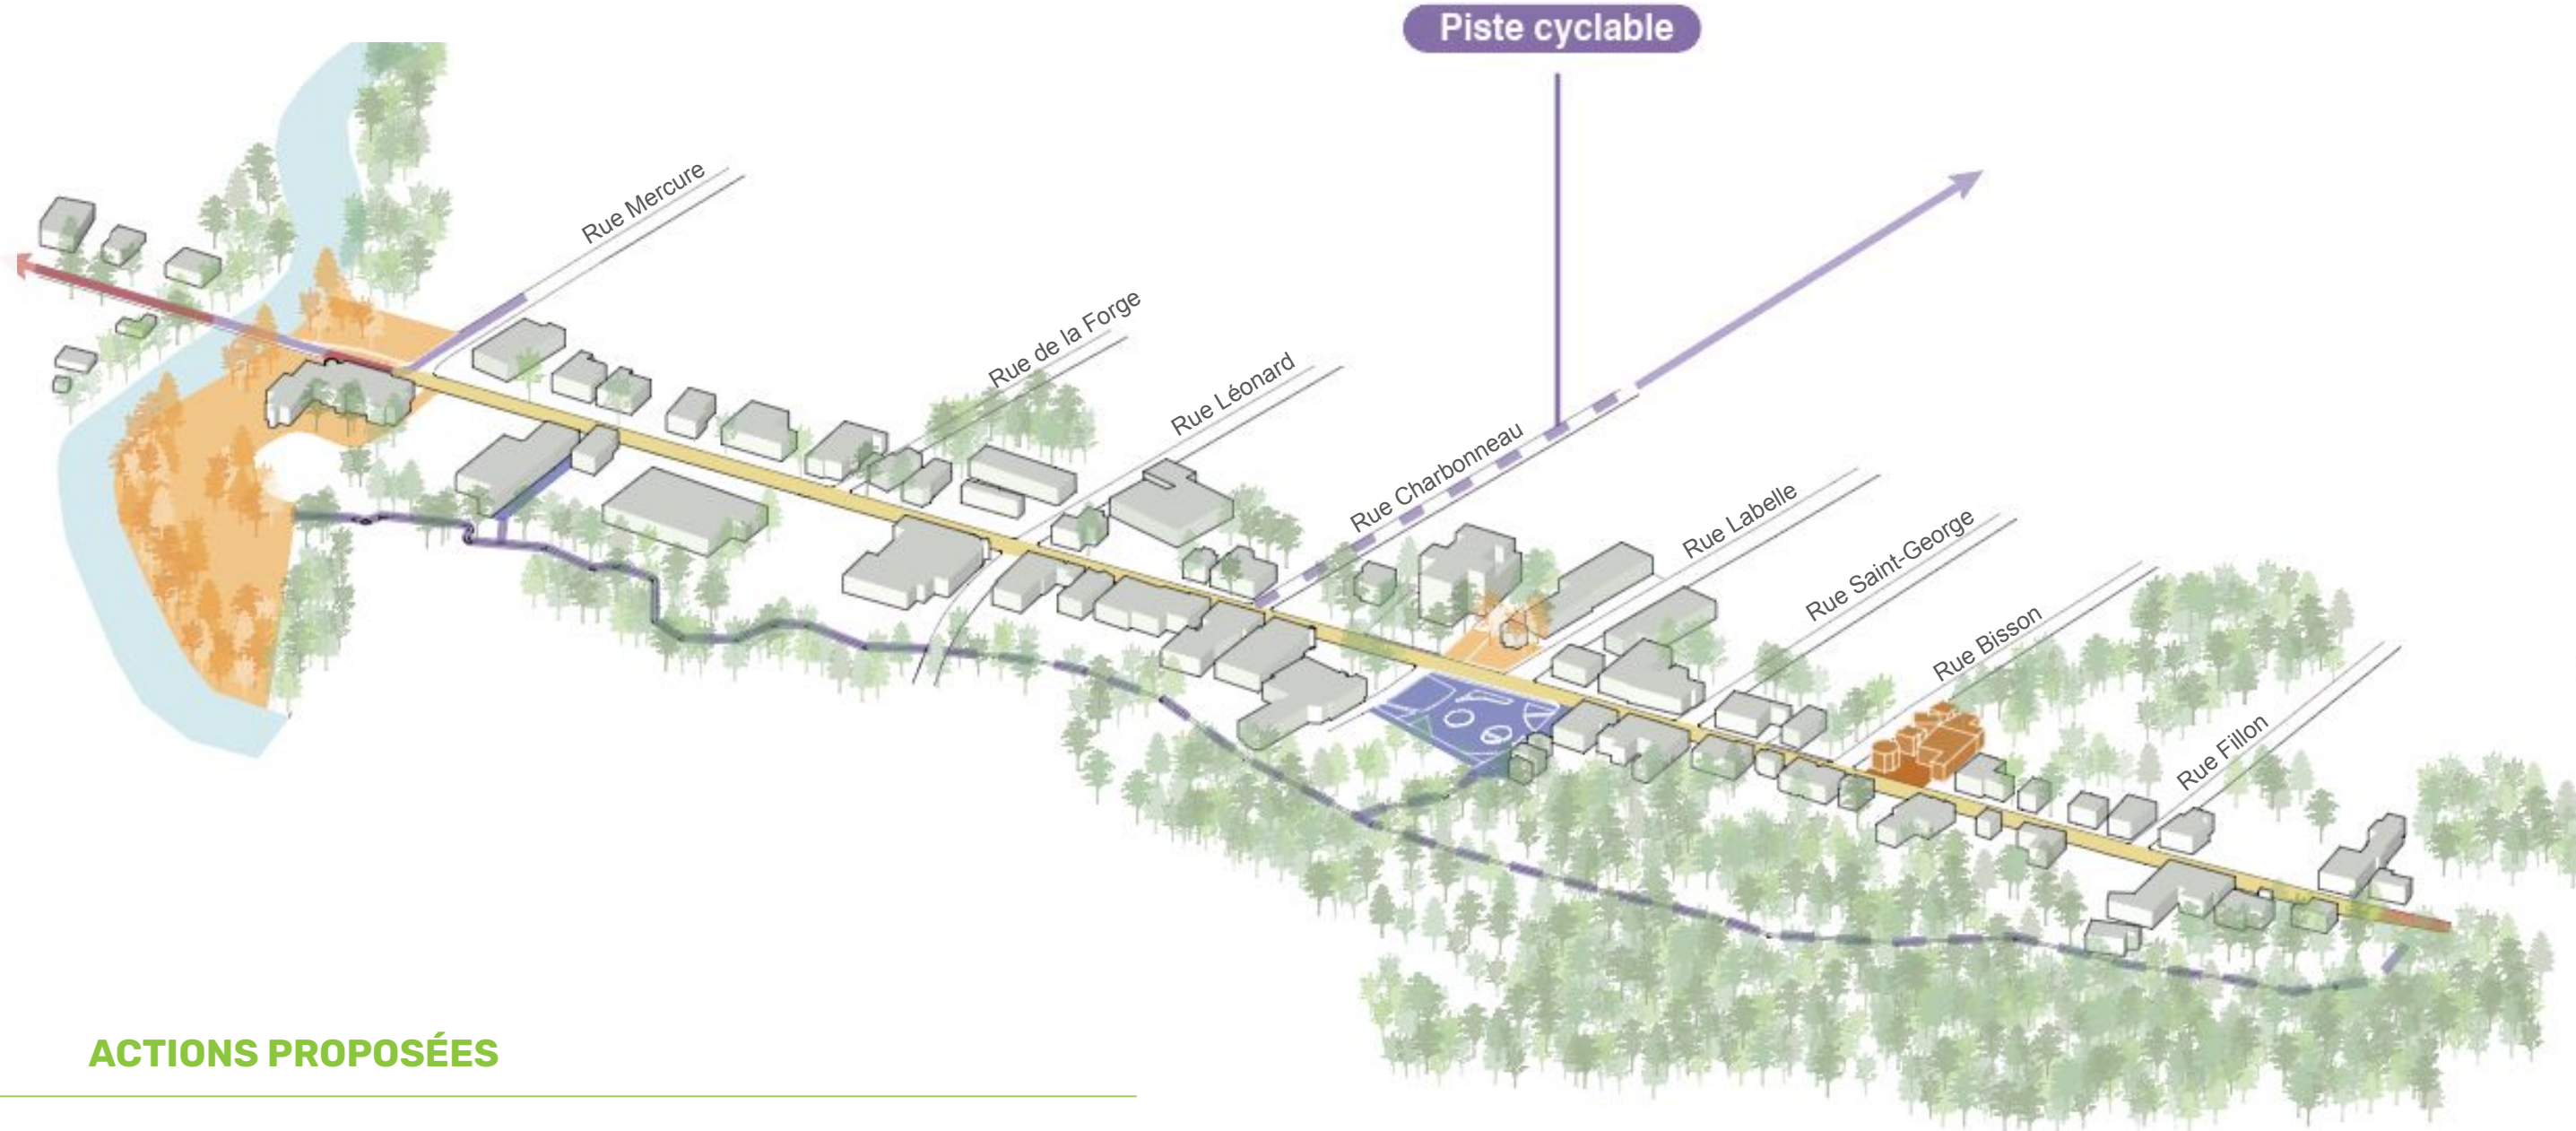 Piste cyclable
Rue Mercure
Rue de la Forge
Rue Léonard
Rue Charbonneau
Rue Labelle
Rue Saint-George
Rue Bisson
Rue Fillon
ACTIONS PROPOSÉES